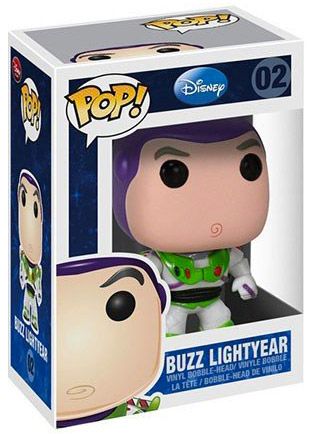 POP!
Disney
02
POP!
BUZZ LIGHTYEAR
02
BUZZ LIGHTYEAR
VINYL BOBBLE-HEAD/ VINYLE BOBBLE
LA TÊTE / BOBBLE-HEAD DE VINILO